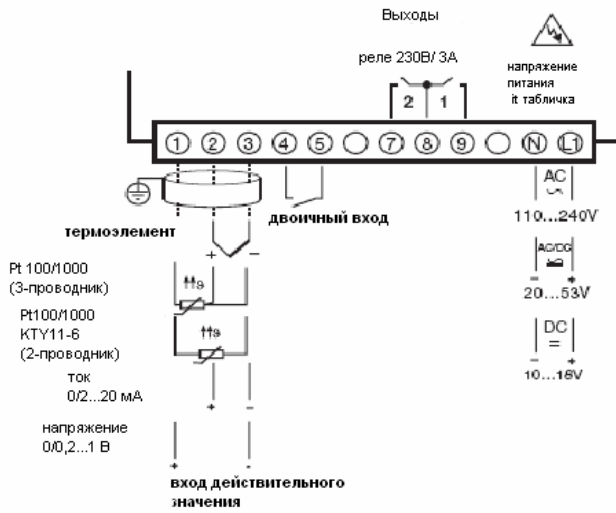 Выходы
реле 230В/ 3А
напряжение
питания
it табличка
2 1
1 2 3 4 5 7 8 9 N L1
AC
110...240V
двоичный вход
термоэлемент
+ −
AC/DC
− +
20...53V
Pt 100/1000
(3-проводник)
Pt100/1000
KTY11-6
(2-проводник)
DC
− +
10...18V
ток
0/2...20 мА
+ −
напряжение
0/0,2...1 В
+ -
вход действительного
значения